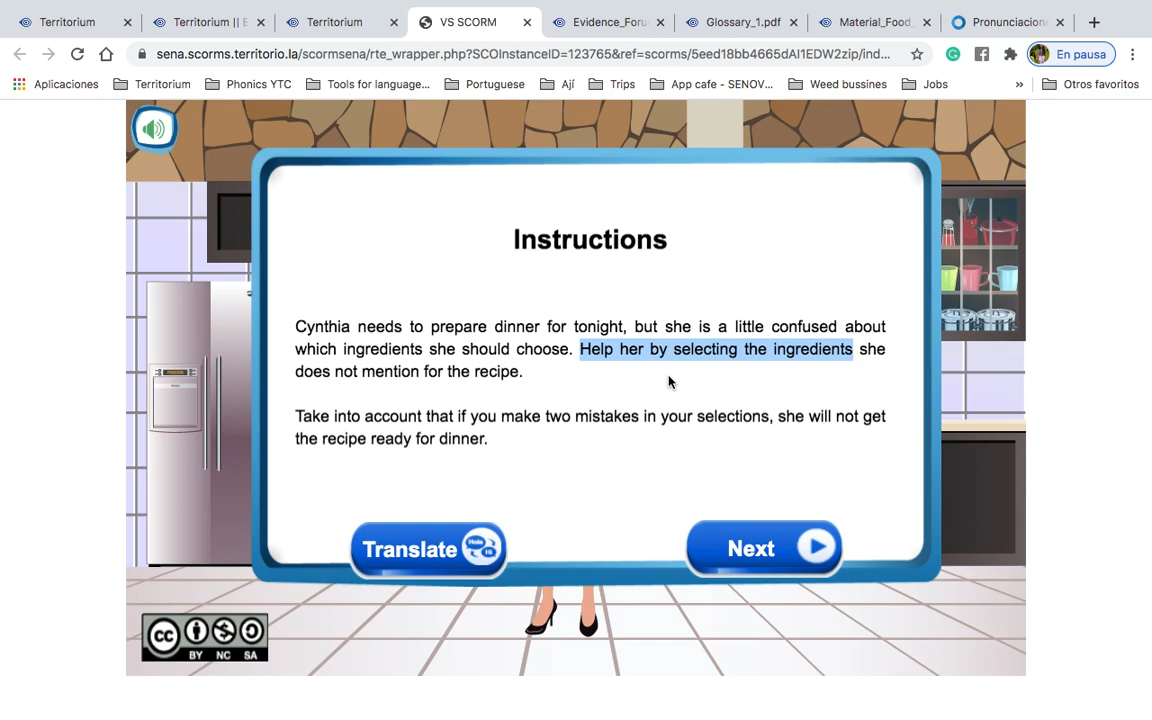 Territorium
Territorium || E
Territorium
VS SCORM
Evidence_Foru
Glossary_1.pdf
Material_Food_
Pronunciacion
sena.scorms.territorio.la/scormsena/rte_wrapper.php?SCOInstanceID=123765&ref=scorms/5eed18bb4665dAI1EDW2zip/ind...
En pausa
Aplicaciones
Territorium
Phonics YTC
Tools for language...
Portuguese
Ají
Trips
App cafe - SENOV...
Weed bussines
Jobs
»
Otros favoritos
Instructions
Cynthia needs to prepare dinner for tonight, but she is a little confused about
which ingredients she should choose. Help her by selecting the ingredients she
does not mention for the recipe.
Take into account that if you make two mistakes in your selections, she will not get
the recipe ready for dinner.
Translate
Hola
Hi
Next
cc
BY NC SA